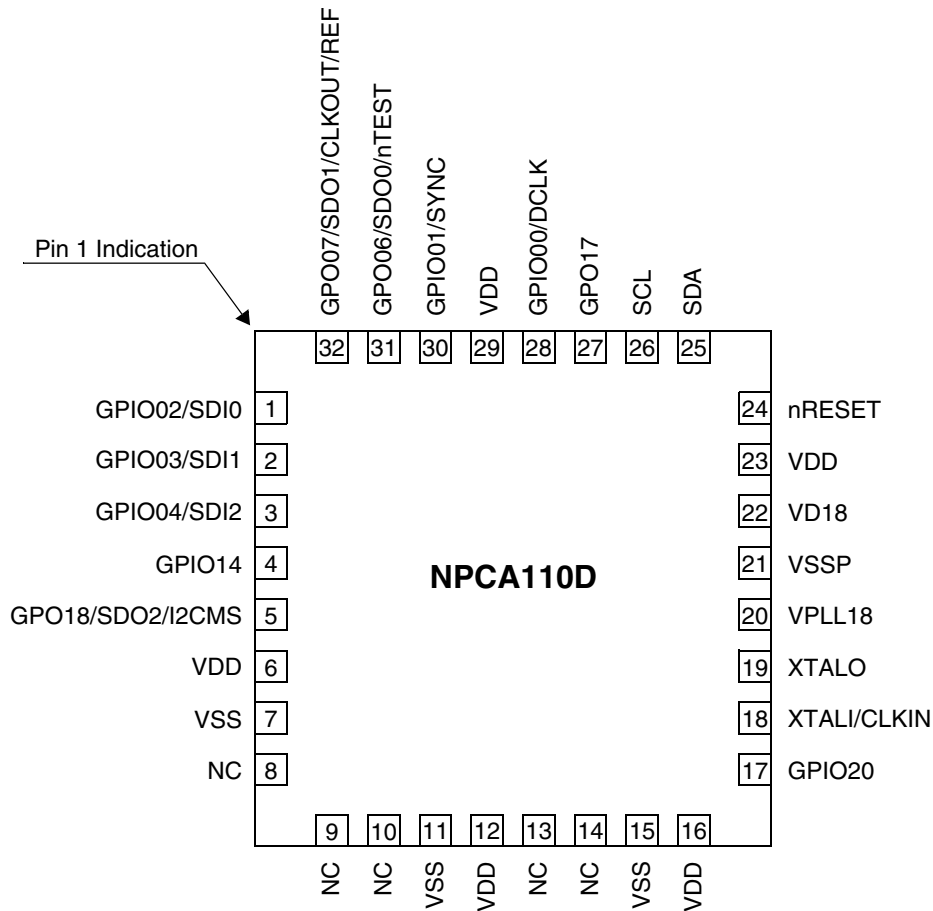 GPO07/SDO1/CLKOUT/REF
GPO06/SDO0/nTEST
GPIO01/SYNC
VDD
GPIO00/DCLK
GPO17
SCL
SDA
Pin 1 Indication
32 31 30 29 28 27 26 25
GPIO02/SDI0 1
GPIO03/SDI1 2
GPIO04/SDI2 3
GPIO14 4
GPO18/SDO2/I2CMS 5
VDD 6
VSS 7
NC 8
NPCA110D
24 nRESET
23 VDD
22 VD18
21 VSSP
20 VPLL18
19 XTALO
18 XTALI/CLKIN
17 GPIO20
9 10 11 12 13 14 15 16
NC
NC
VSS
VDD
NC
NC
VSS
VDD